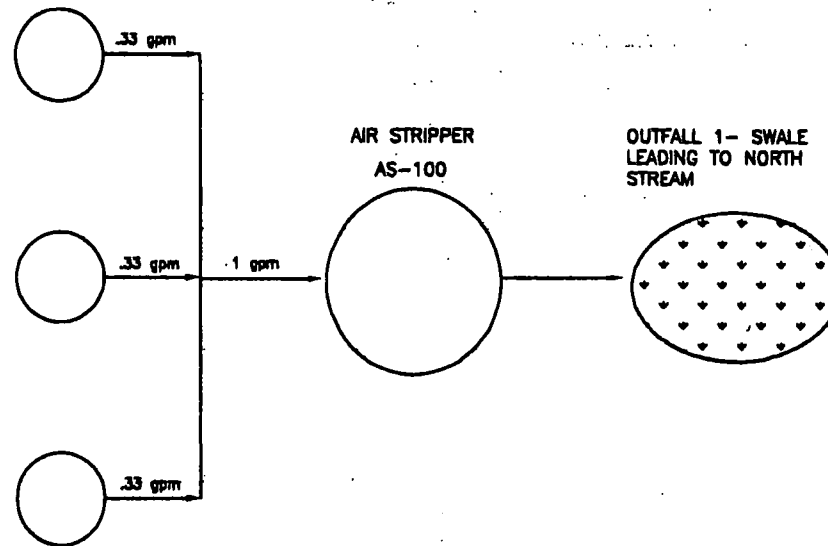 .33 gpm
AIR STRIPPER
AS-100
OUTFALL 1- SWALE
LEADING TO NORTH
STREAM
.33 gpm
1 gpm
.33 gpm